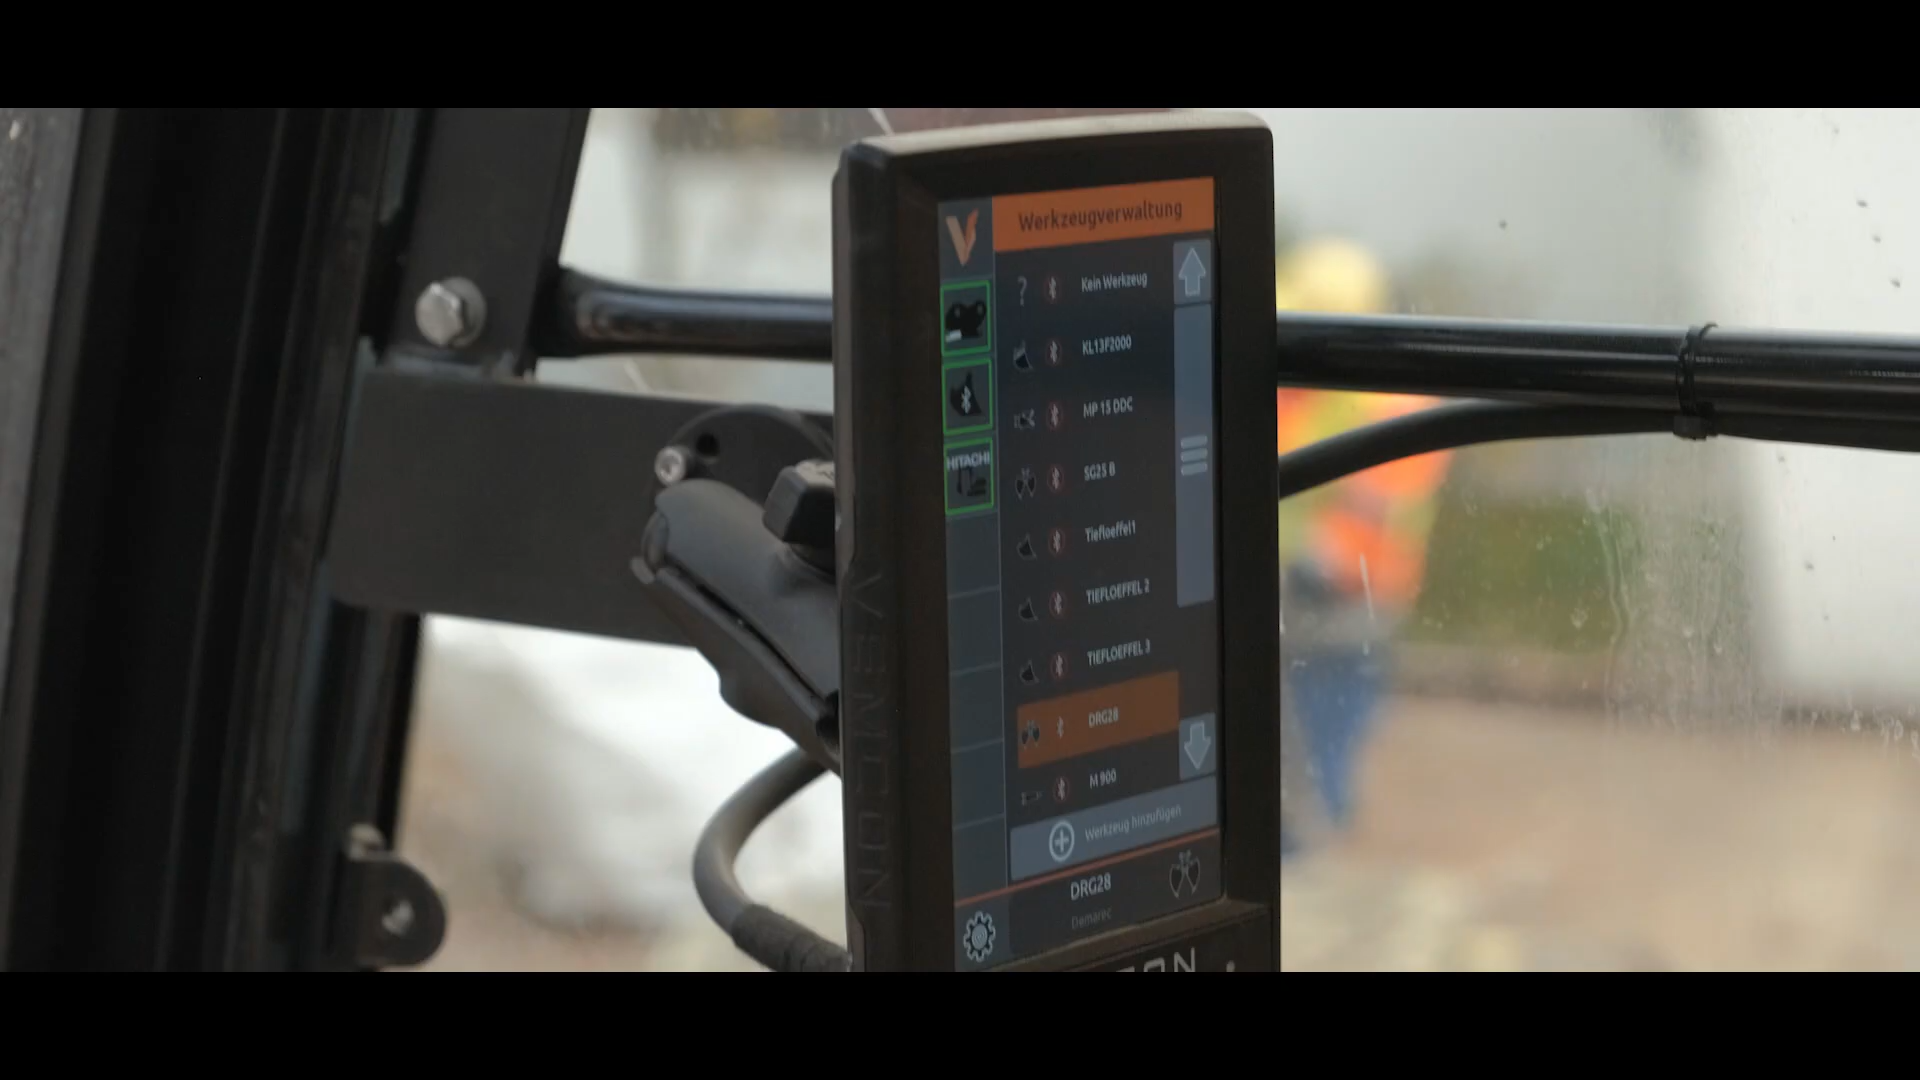 Werkzeugverwaltung
?
Kein Werkzeug
KL13F2000
MP 15 DDC
HITACHI
SG25 B
Tiefloeffel1
TIEFLOEFFEL 2
TIEFLOEFFEL 3
DRG28
M 900
Werkzeug hinzufügen
DRG28
Demarec
VEMCON